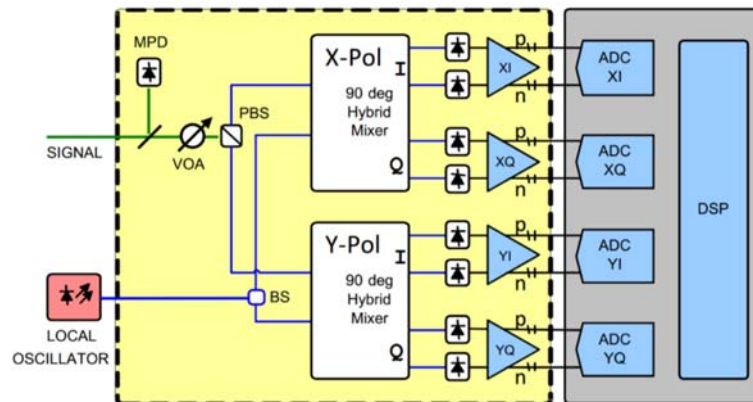 MPD
SIGNAL
VOA
PBS
X-Pol
I
90 deg
Hybrid
Mixer
Q
XI
p
n
ADC
XI
XQ
p
n
ADC
XQ
DSP
Y-Pol
I
90 deg
Hybrid
Mixer
Q
YI
p
n
ADC
YI
YQ
p
n
ADC
YQ
BS
LOCAL
OSCILLATOR